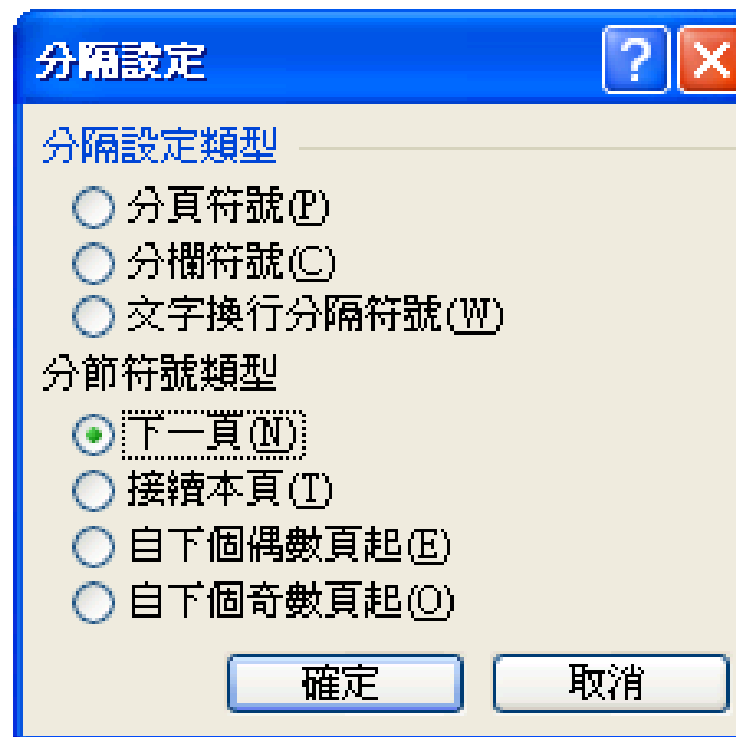 分隔設定
分隔設定類型
分頁符號(P)
分欄符號(C)
文字換行分隔符號(W)
分節符號類型
下一頁(N)
接續本頁(T)
自下個偶數頁起(E)
自下個奇數頁起(O)
確定 取消